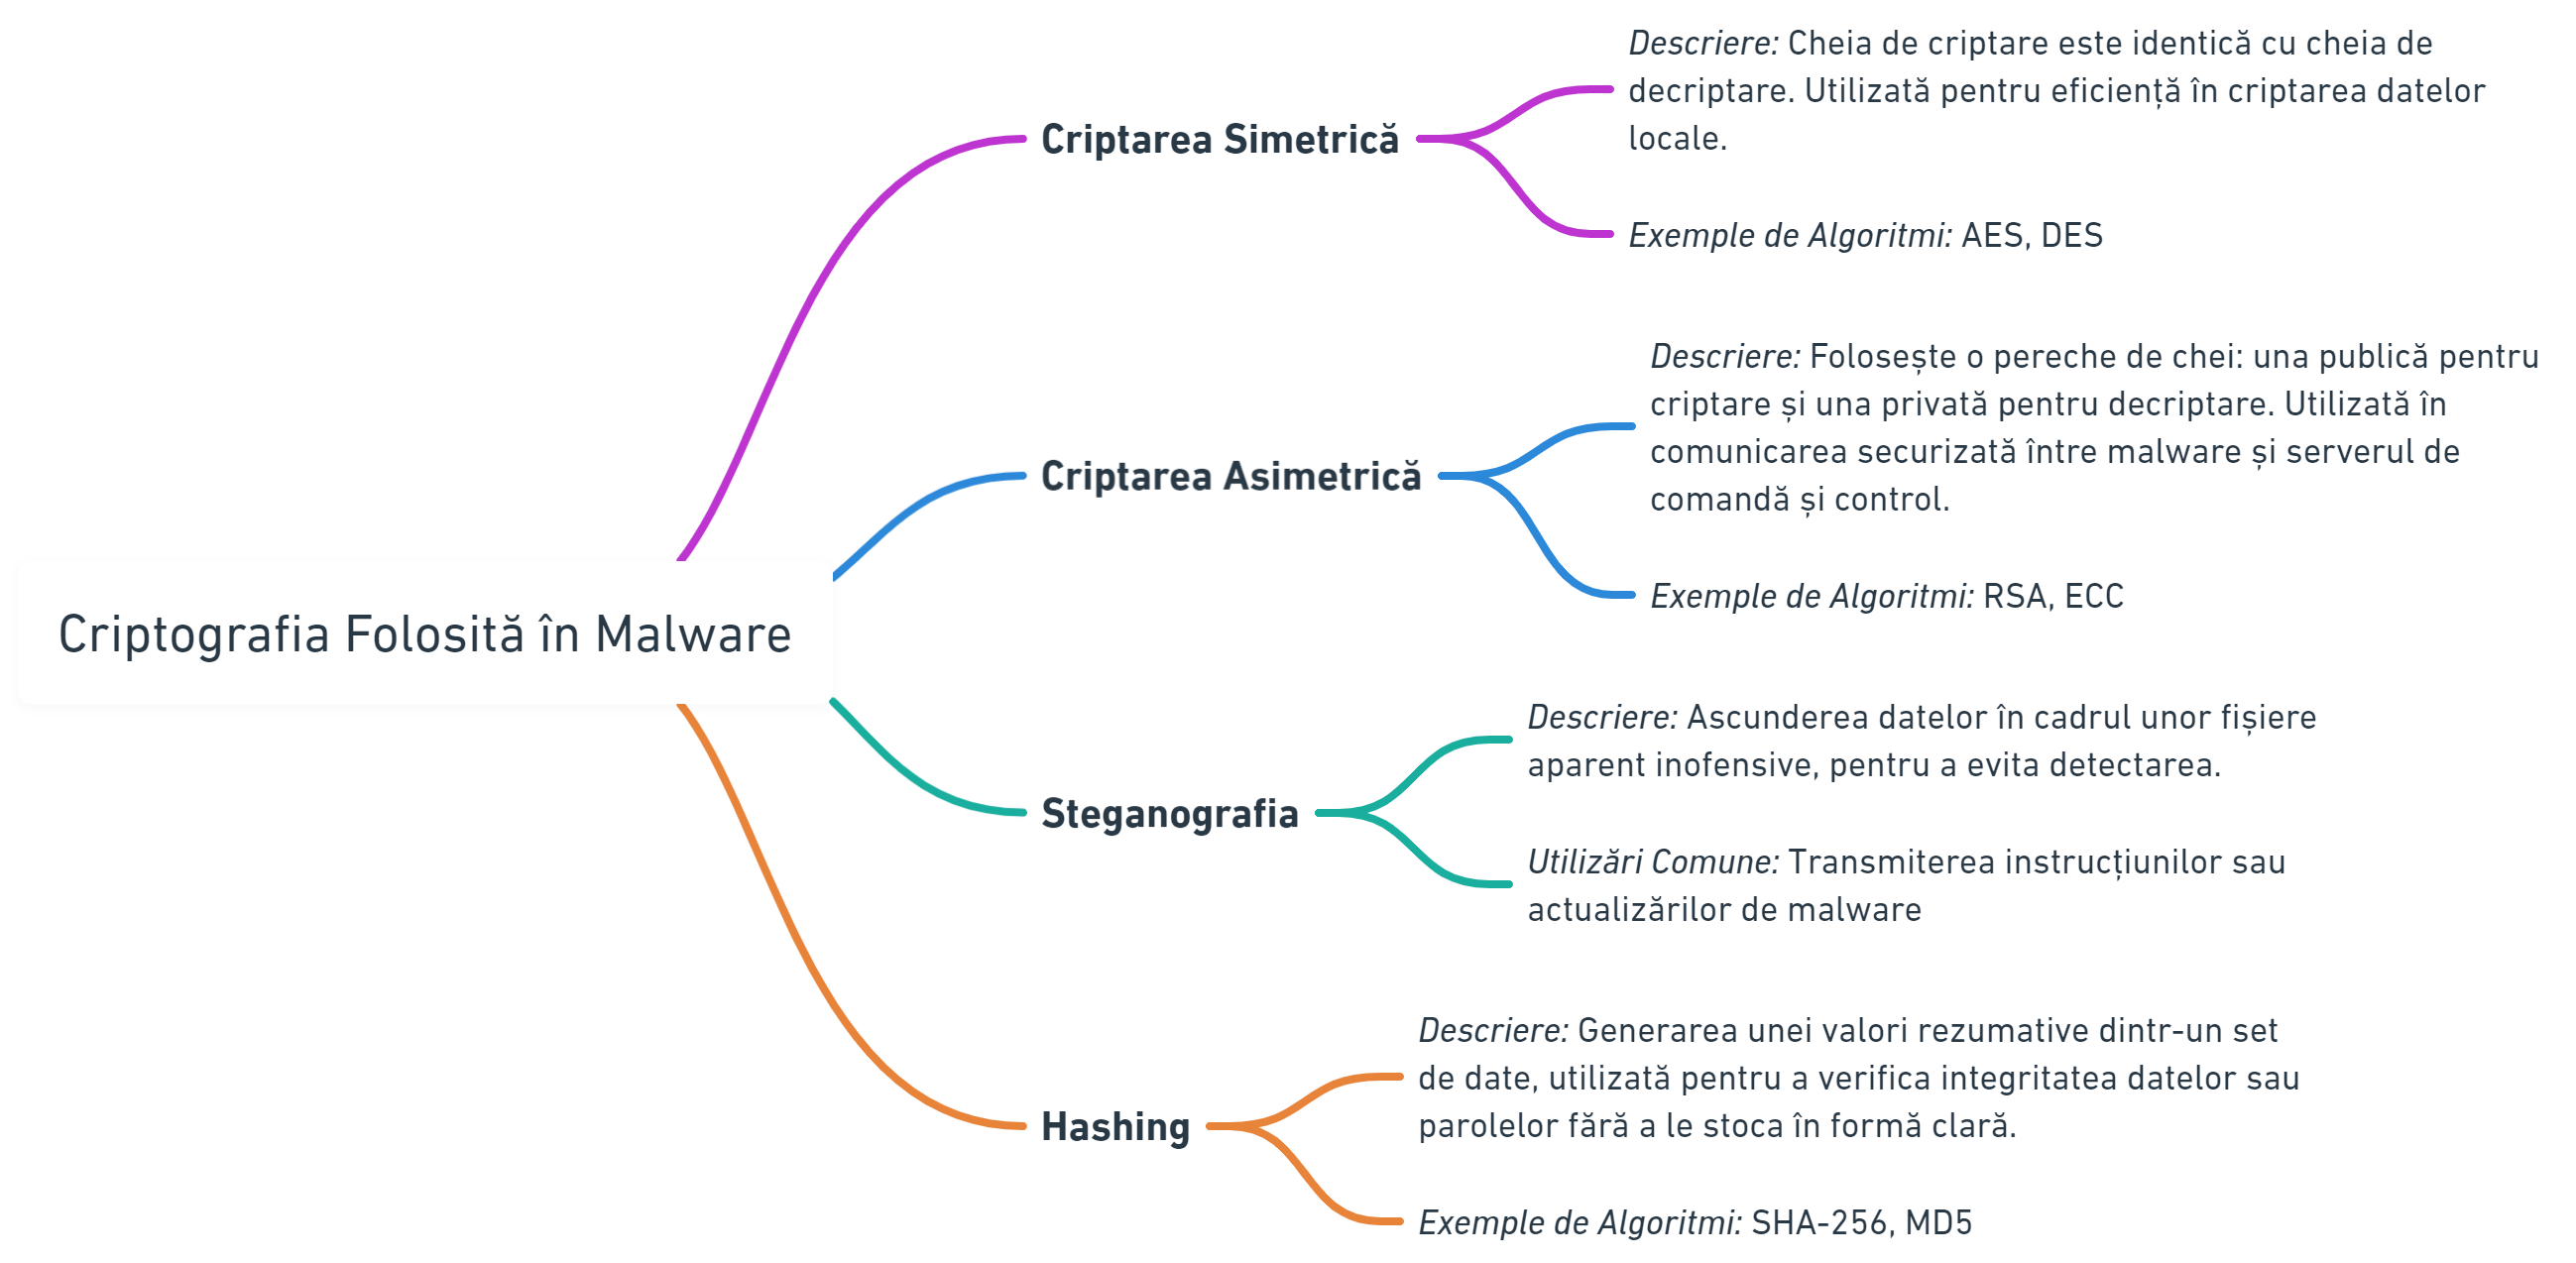 Criptografia Folosită în Malware
Criptarea Simetrică
Descriere: Cheia de criptare este identică cu cheia de
decriptare. Utilizată pentru eficiență în criptarea datelor
locale.
Exemple de Algoritmi: AES, DES
Criptarea Asimetrică
Descriere: Folosește o pereche de chei: una publică pentru
criptare și una privată pentru decriptare. Utilizată în
comunicarea securizată între malware și serverul de
comandă și control.
Exemple de Algoritmi: RSA, ECC
Steganografia
Descriere: Ascunderea datelor în cadrul unor fișiere
aparent inofensive, pentru a evita detectarea.
Utilizări Comune: Transmiterea instrucțiunilor sau
actualizărilor de malware
Hashing
Descriere: Generarea unei valori rezumative dintr-un set
de date, utilizată pentru a verifica integritatea datelor sau
parolelor fără a le stoca în formă clară.
Exemple de Algoritmi: SHA-256, MD5